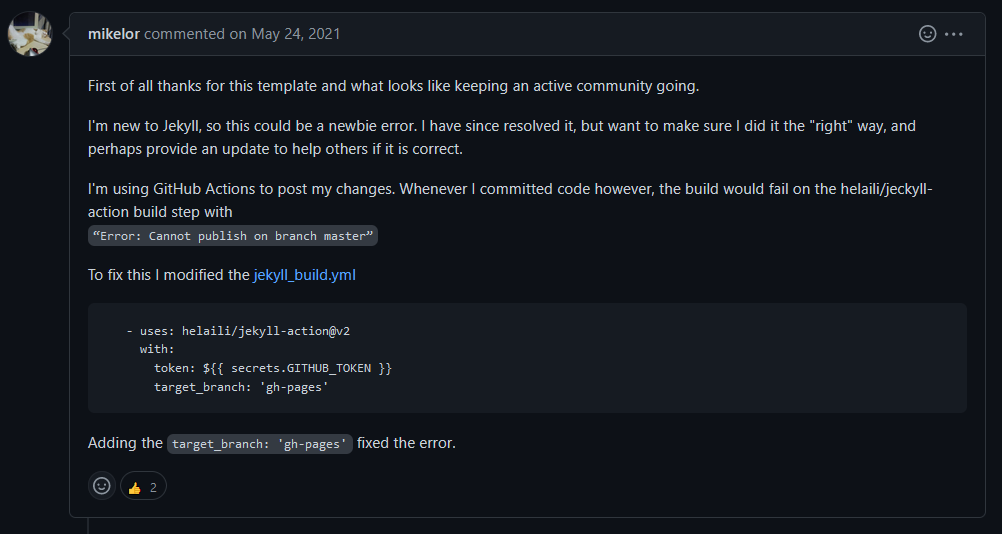 mikelor commented on May 24, 2021
First of all thanks for this template and what looks like keeping an active community going.
I'm new to Jekyll, so this could be a newbie error. I have since resolved it, but want to make sure I did it the "right" way, and
perhaps provide an update to help others if it is correct.
I'm using GitHub Actions to post my changes. Whenever I committed code however, the build would fail on the helaili/jeckyll-
action build step with
“Error: Cannot publish on branch master”
To fix this I modified the jekyll_build.yml
- uses: helaili/jekyll-action@v2
with:
token: ${{ secrets.GITHUB_TOKEN }}
target_branch: 'gh-pages'
Adding the target_branch: 'gh-pages' fixed the error.
👍 2